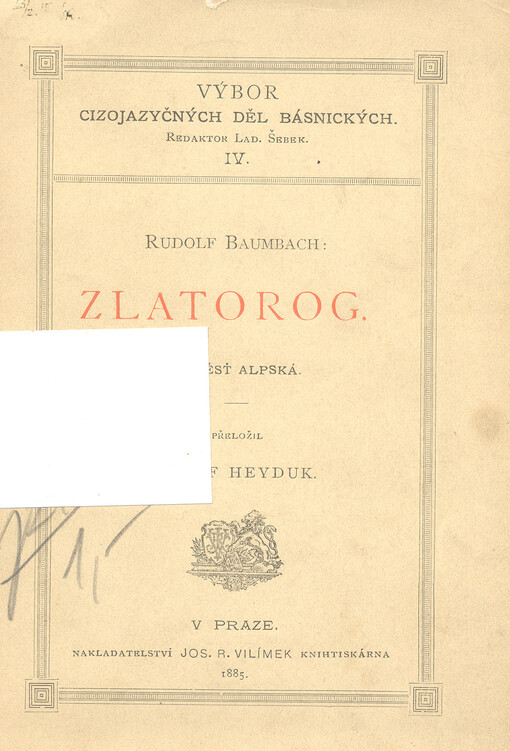 VÝBOR
CIZOJAZYČNÝCH DĚL BÁSNICKÝCH.
REDAKTOR LAD. ŠEBEK.
IV.
RUDOLF BAUMBACH:
ZLATOROG.
ALPSKÁ.
PŘELOŽIL
HEYDUK.
V PRAZE.
NAKLADATELSTVÍ JOS. R. VILÍMEK KNIHTISKÁRNA
1885.
1,-